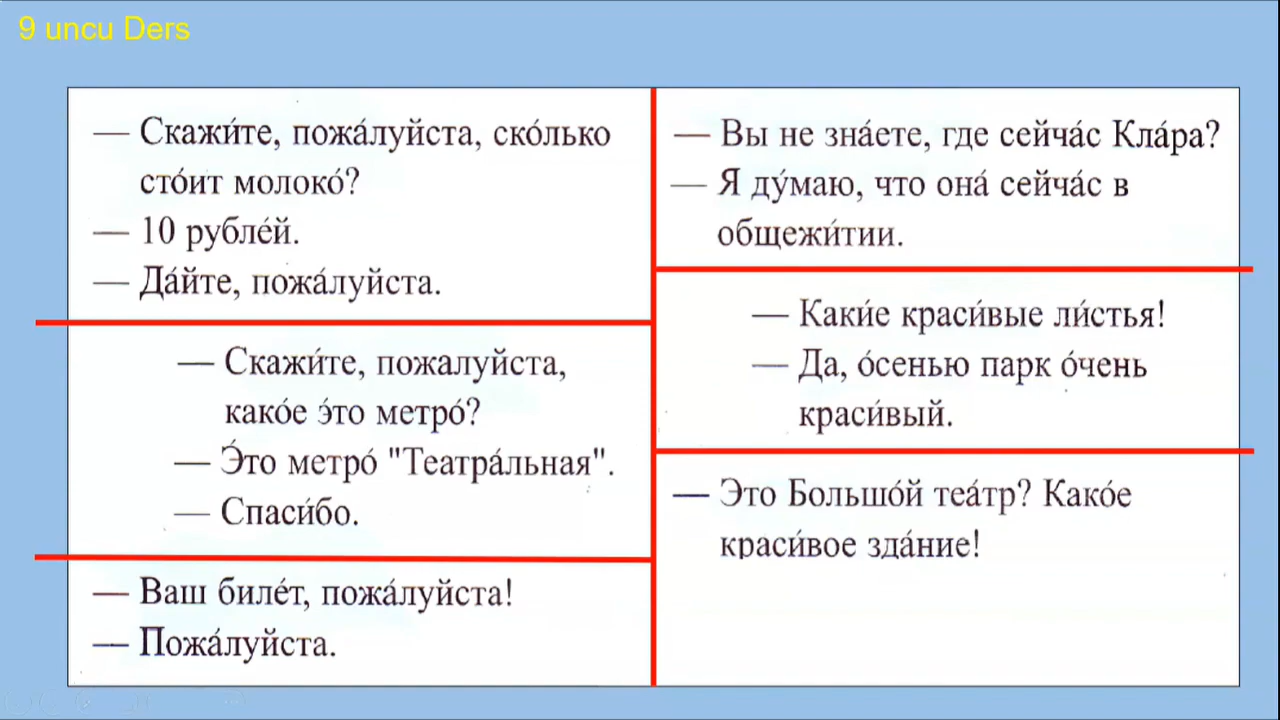 9 uncu Ders
— Скажи́те, пожа́луйста, ско́лько
сто́ит молоко́?
— 10 рубле́й.
— Да́йте, пожа́луйста.
— Скажи́те, пожалуйста,
како́е э́то метро́?
— Э́то метро́ "Театра́льная".
— Спаси́бо.
— Ваш биле́т, пожа́луйста!
— Пожа́луйста.
— Вы не зна́ете, где сейча́с Кла́ра?
— Я ду́маю, что она́ сейча́с в
общежи́тии.
— Каки́е краси́вые ли́стья!
— Да, о́сенью парк о́чень
краси́вый.
— Это Большо́й теа́тр? Како́е
краси́вое зда́ние!